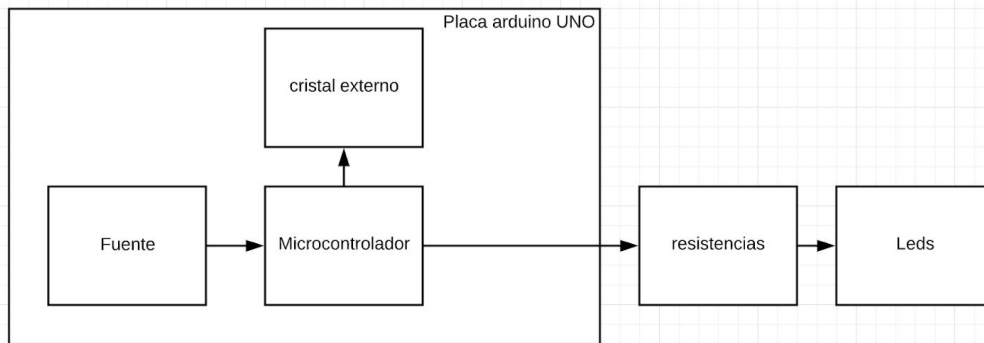 Placa arduino UNO
cristal externo
Fuente
Microcontrolador
resistencias
Leds